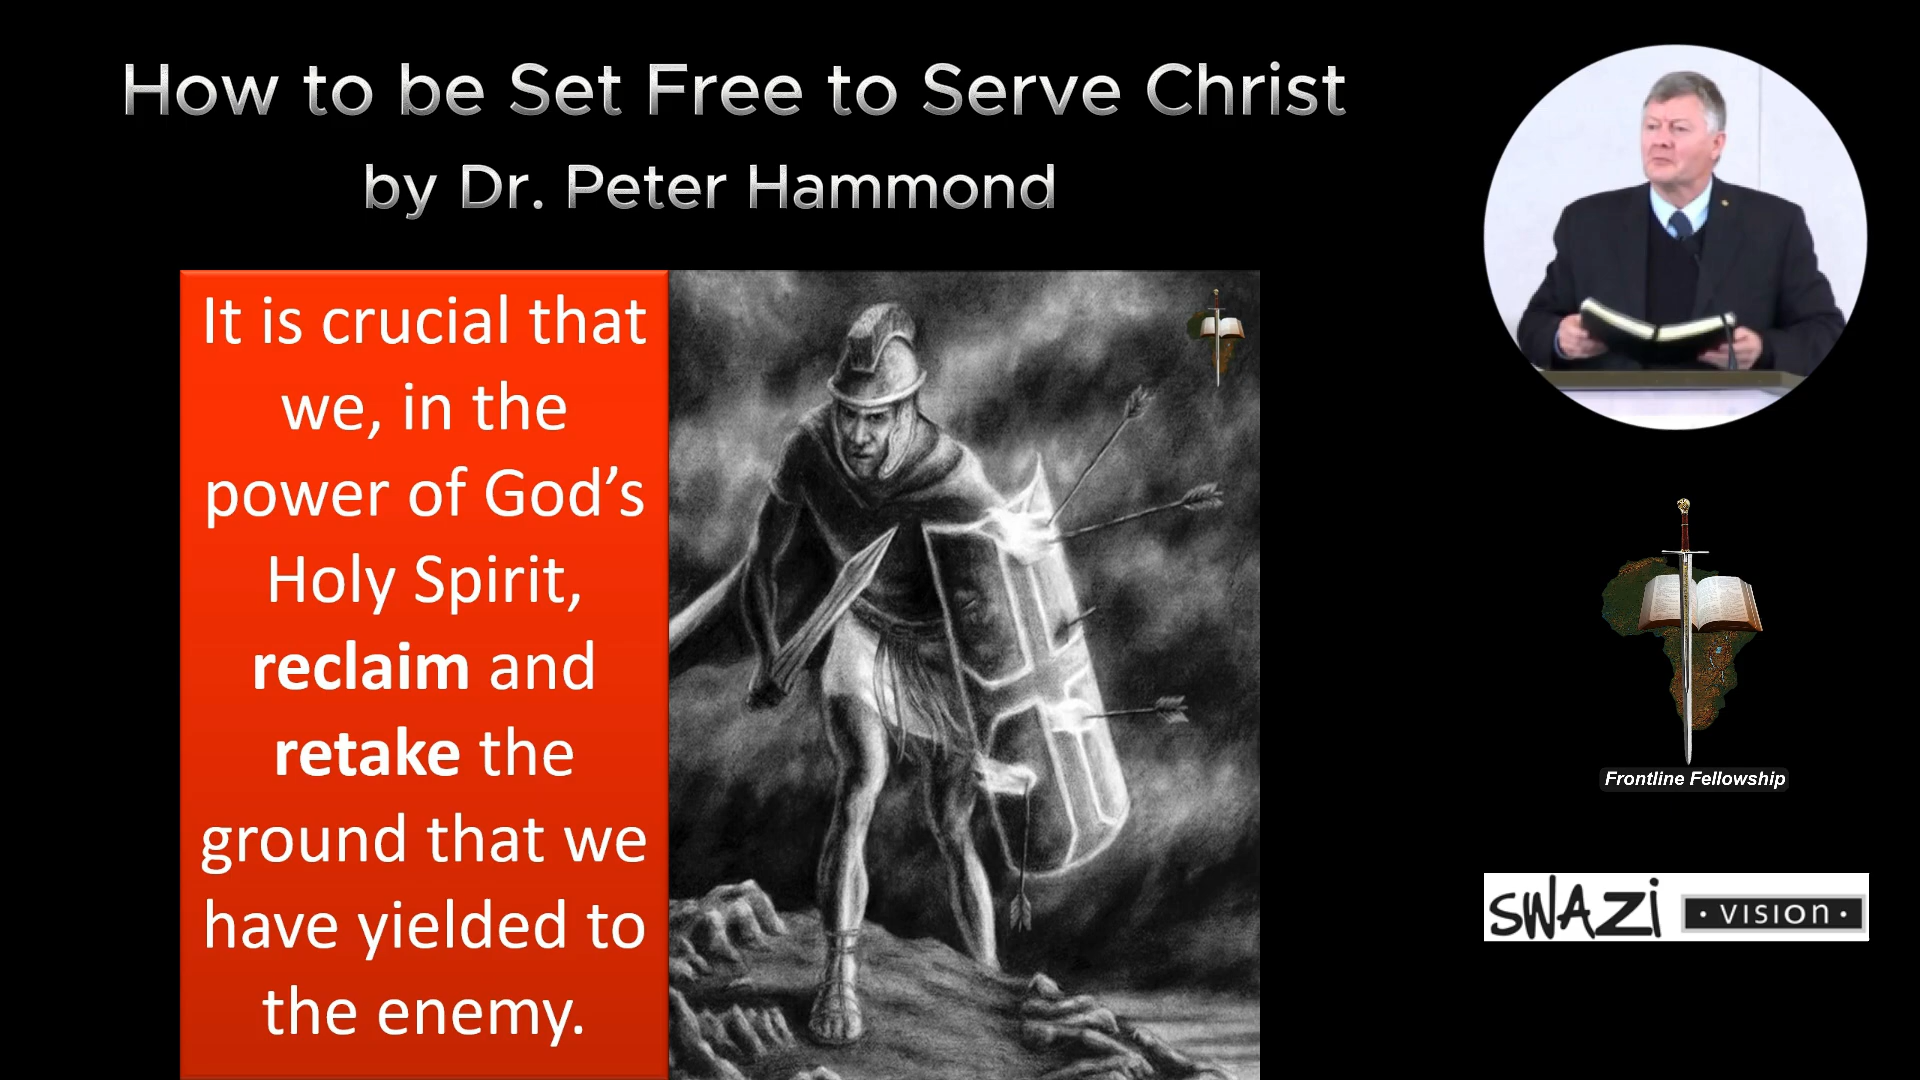 How to be Set Free to Serve Christ
by Dr. Peter Hammond
It is crucial that
we, in the
power of God’s
Holy Spirit,
reclaim and
retake the
ground that we
have yielded to
the enemy.
Frontline Fellowship
SWAZi
• VISION •